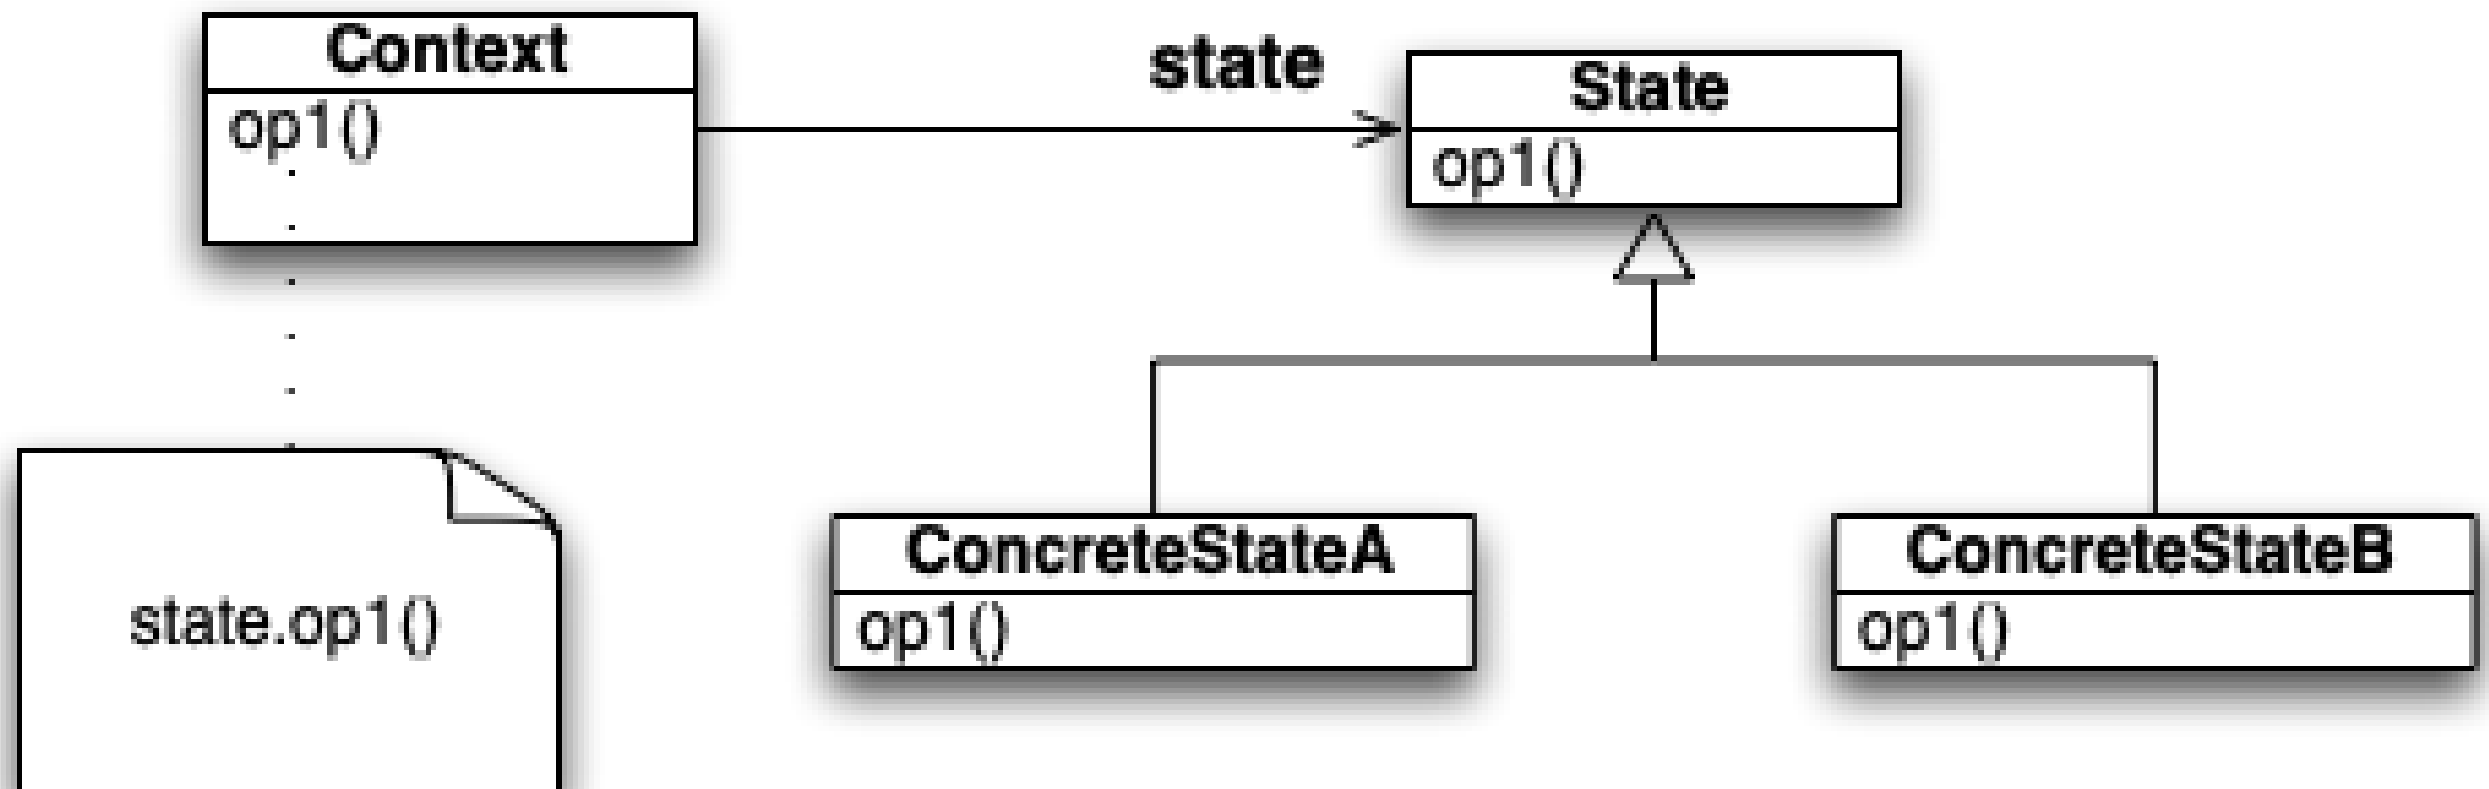 Context
op1()
state
State
op1()
state.op1()
ConcreteStateA
op1()
ConcreteStateB
op1()